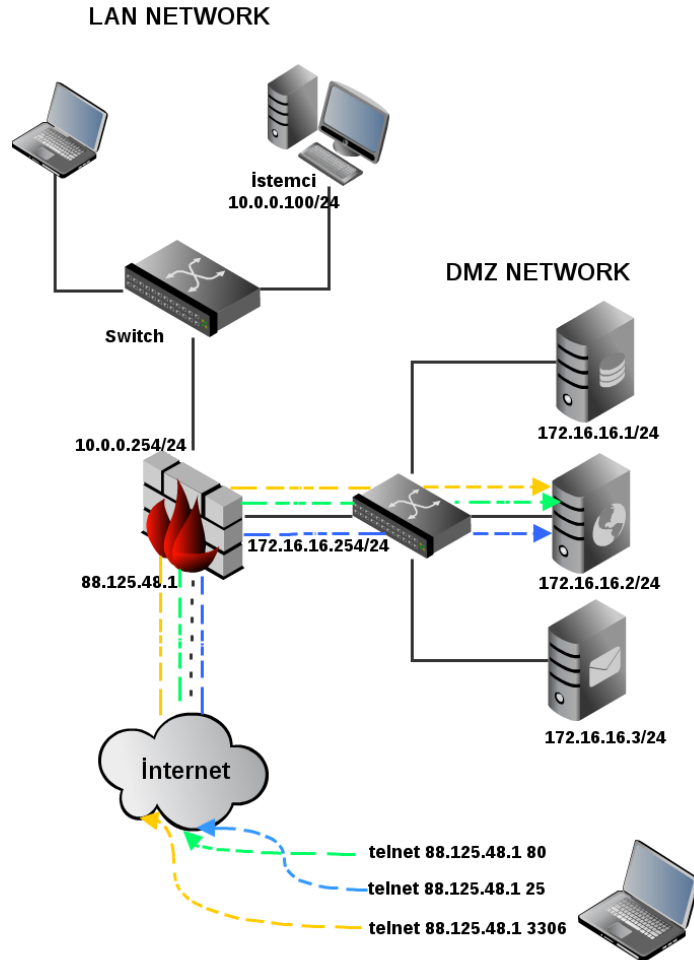 LAN NETWORK
İstemci
10.0.0.100/24
DMZ NETWORK
Switch
172.16.16.1/24
10.0.0.254/24
172.16.16.254/24
88.125.48.1
172.16.16.2/24
172.16.16.3/24
İnternet
telnet 88.125.48.1 80
telnet 88.125.48.1 25
telnet 88.125.48.1 3306